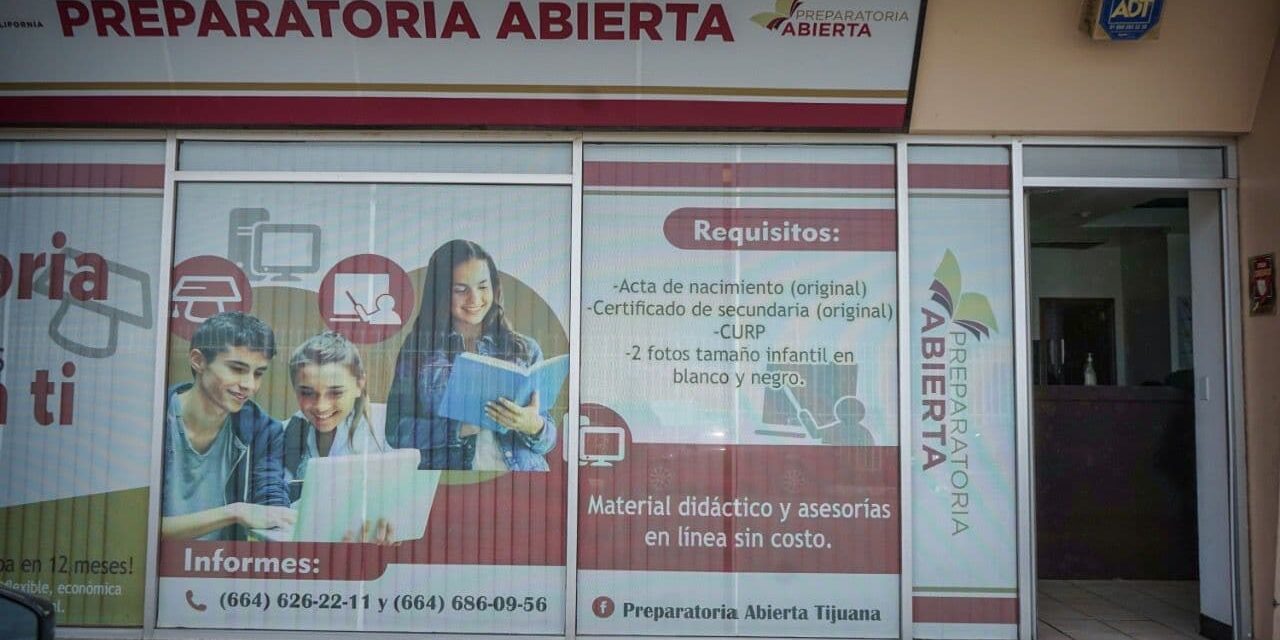 CALIFORNIA
PREPARATORIA ABIERTA
PREPARATORIA
ABIERTA
ADT
oria
ti
a en 12 meses!
flexible, económica
Informes:
(664) 626-22-11 y (664) 686-09-56
Requisitos:
-Acta de nacimiento (original)
-Certificado de secundaria (original)
-CURP
-2 fotos tamaño infantil en
blanco y negro.
Material didáctico y asesorías
en línea sin costo.
Preparatoria Abierta Tijuana
PREPARATORIA
ABIERTA